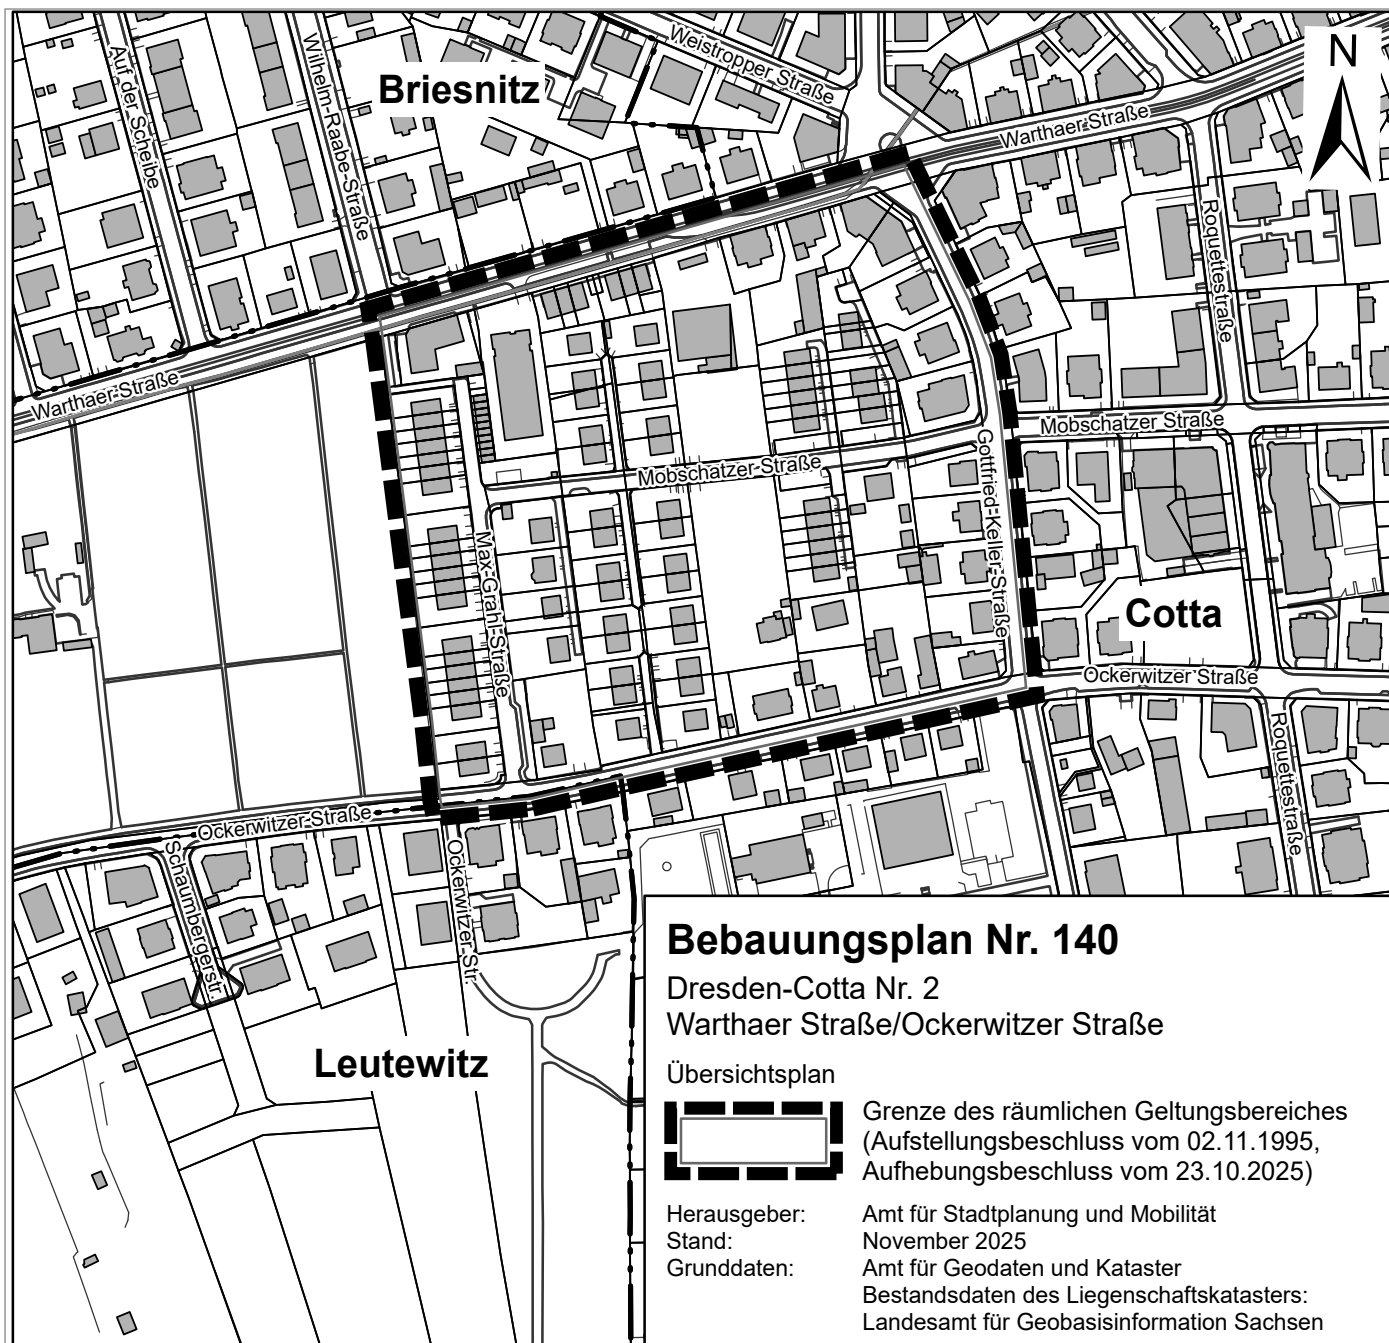 Auf der Scheibe
Wilhelm-Raabe-Straße
Briesnitz
Weistropper Straße
Warthaer Straße
N
Roquettestraße
Warthaer Straße
Mobschatzer Straße
Mobschatzer Straße
Gottfried-Keller-Straße
Max-Grahl-Straße
Cotta
Ockerwitzer Straße
Roquettestraße
Ockerwitzer Straße
Schaumbergerstr.
Ockerwitzer Str.
Leutewitz
Bebauungsplan Nr. 140
Dresden-Cotta Nr. 2
Warthaer Straße/Ockerwitzer Straße
Übersichtsplan
Grenze des räumlichen Geltungsbereiches
(Aufstellungsbeschluss vom 02.11.1995,
Aufhebungsbeschluss vom 23.10.2025)
Herausgeber: Amt für Stadtplanung und Mobilität
Stand: November 2025
Grunddaten: Amt für Geodaten und Kataster
Bestandsdaten des Liegenschaftskatasters:
Landesamt für Geobasisinformation Sachsen